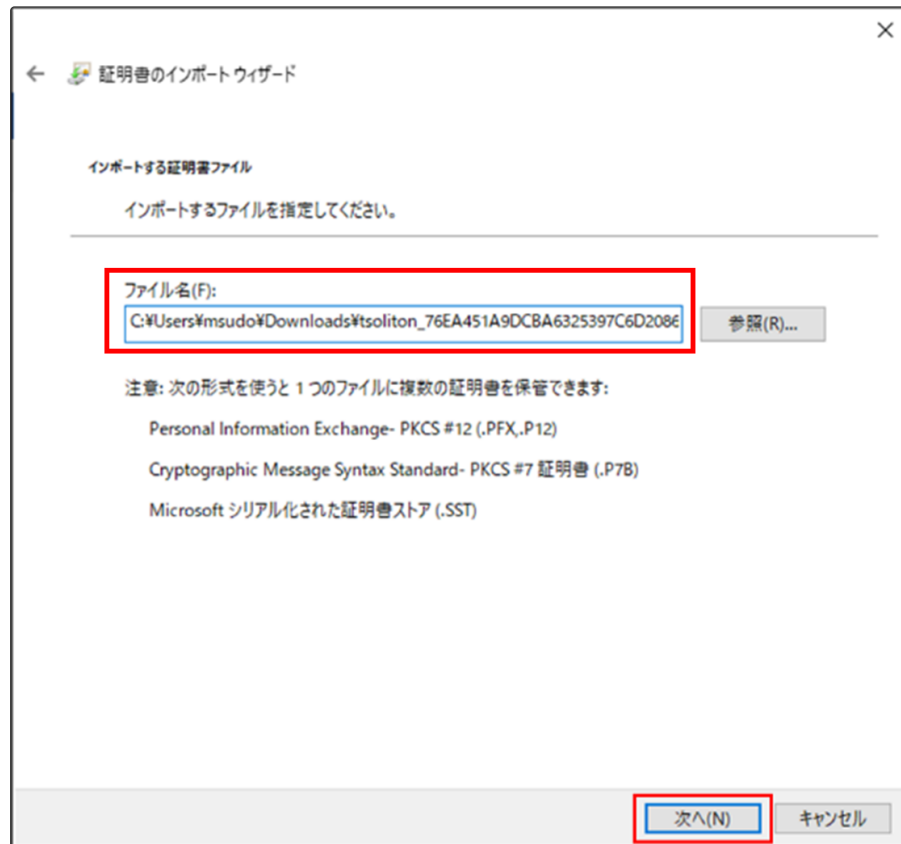 証明書のインポート ウィザード
インポートする証明書ファイル
インポートするファイルを指定してください。
ファイル名(F):
C:¥Users¥msudo¥Downloads¥tsoliton_76EA451A9DCBA6325397C6D2086
参照(R)...
注意: 次の形式を使うと 1 つのファイルに複数の証明書を保管できます:
Personal Information Exchange- PKCS #12 (.PFX,.P12)
Cryptographic Message Syntax Standard- PKCS #7 証明書 (.P7B)
Microsoft シリアル化された証明書ストア (.SST)
次へ(N) キャンセル